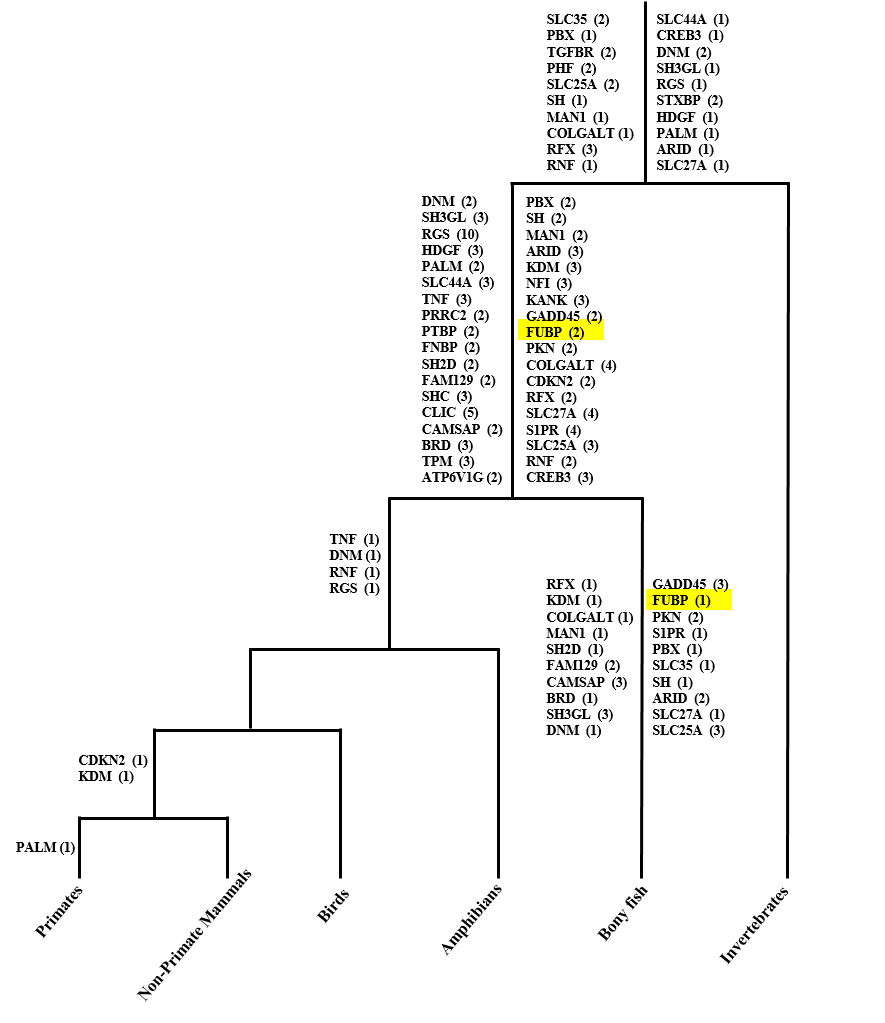 SLC35 (2)
PBX (1)
TGFBR (2)
PHF (2)
SLC25A (2)
SH (1)
MAN1 (1)
COLGALT (1)
RFX (3)
RNF (1)
SLC44A (1)
CREB3 (1)
DNM (2)
SH3GL (1)
RGS (1)
STXBP (2)
HDGF (1)
PALM (1)
ARID (1)
SLC27A (1)
DNM (2)
SH3GL (3)
RGS (10)
HDGF (3)
PALM (2)
SLC44A (3)
TNF (3)
PRRC2 (2)
PTBP (2)
FNBP (2)
SH2D (2)
FAM129 (2)
SHC (3)
CLIC (5)
CAMSAP (2)
BRD (3)
TPM (3)
ATP6V1G (2)
PBX (2)
SH (2)
MAN1 (2)
ARID (3)
KDM (3)
NFI (3)
KANK (3)
GADD45 (2)
FUBP (2)
PKN (2)
COLGALT (4)
CDKN2 (2)
RFX (2)
SLC27A (4)
S1PR (4)
SLC25A (3)
RNF (2)
CREB3 (3)
TNF (1)
DNM (1)
RNF (1)
RGS (1)
RFX (1)
KDM (1)
COLGALT (1)
MAN1 (1)
SH2D (1)
FAM129 (2)
CAMSAP (3)
BRD (1)
SH3GL (3)
DNM (1)
GADD45 (3)
FUBP (1)
PKN (2)
S1PR (1)
PBX (1)
SLC35 (1)
SH (1)
ARID (2)
SLC27A (1)
SLC25A (3)
CDKN2 (1)
KDM (1)
PALM (1)
Primates
Non-Primate Mammals
Birds
Amphibians
Bony fish
Invertebrates